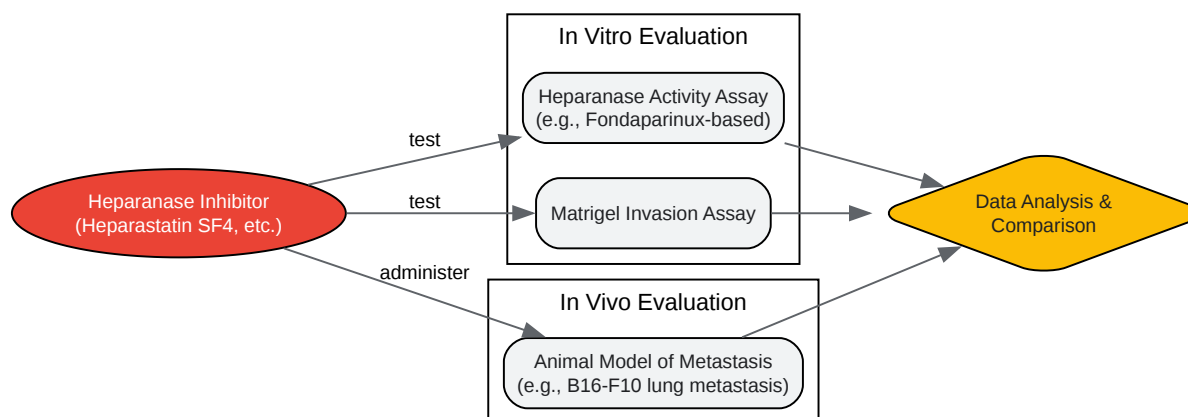 In Vitro Evaluation
Heparanase Activity Assay
(e.g., Fondaparinux-based)
test
Heparanase Inhibitor
(Heparastatin SF4, etc.)
test
Matrigel Invasion Assay
Data Analysis &
Comparison
administer
In Vivo Evaluation
Animal Model of Metastasis
(e.g., B16-F10 lung metastasis)